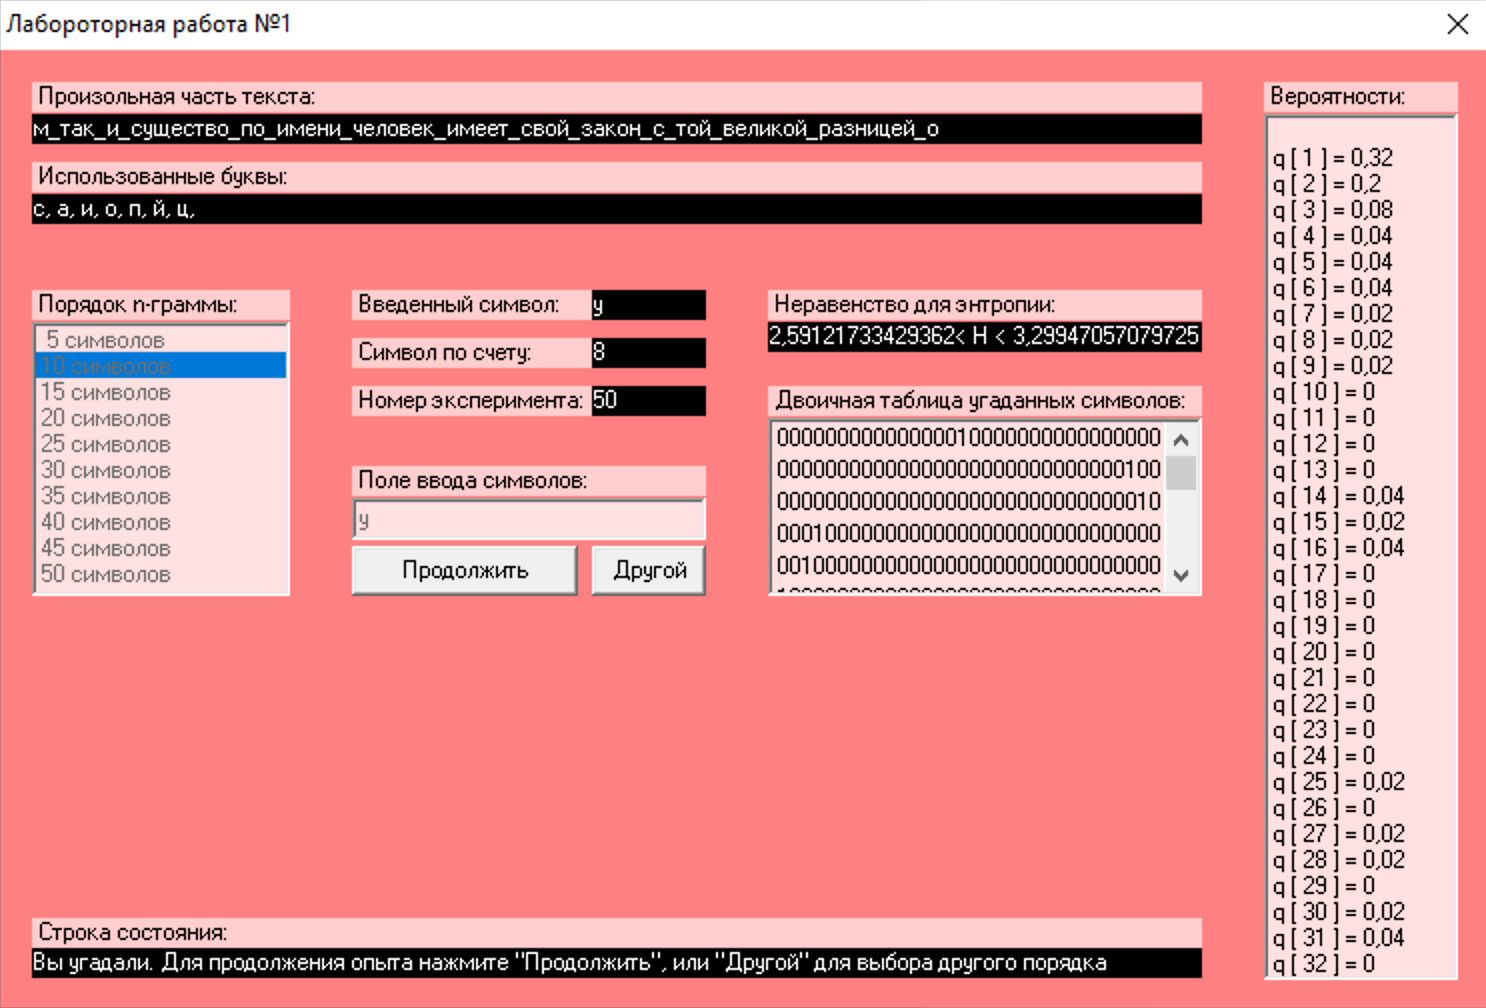 Лабороторная работа №1
Произольная часть текста:
м_так_и_существо_по_имени_человек_имеет_свой_закон_с_той_великой_разницей_о
Использованные буквы:
с, а, и, о, п, й, ц,
Порядок n-граммы:
5 символов
10 символов
15 символов
20 символов
25 символов
30 символов
35 символов
40 символов
45 символов
50 символов
Введенный символ: у
Символ по счету: 8
Номер эксперимента: 50
Поле ввода символов:
у
Продолжить
Другой
Неравенство для энтропии:
2,59121733429362< H < 3,29947057079725
Двоичная таблица угаданных символов:
00000000000000010000000000000000
00000000000000000000000000000100
00000000000000000000000000000010
00010000000000000000000000000000
00100000000000000000000000000000
Вероятности:
q [ 1 ] = 0,32
q [ 2 ] = 0,2
q [ 3 ] = 0,08
q [ 4 ] = 0,04
q [ 5 ] = 0,04
q [ 6 ] = 0,04
q [ 7 ] = 0,02
q [ 8 ] = 0,02
q [ 9 ] = 0,02
q [ 10 ] = 0
q [ 11 ] = 0
q [ 12 ] = 0
q [ 13 ] = 0
q [ 14 ] = 0,04
q [ 15 ] = 0,02
q [ 16 ] = 0,04
q [ 17 ] = 0
q [ 18 ] = 0
q [ 19 ] = 0
q [ 20 ] = 0
q [ 21 ] = 0
q [ 22 ] = 0
q [ 23 ] = 0
q [ 24 ] = 0
q [ 25 ] = 0,02
q [ 26 ] = 0
q [ 27 ] = 0,02
q [ 28 ] = 0,02
q [ 29 ] = 0
q [ 30 ] = 0,02
q [ 31 ] = 0,04
q [ 32 ] = 0
Строка состояния:
Вы угадали. Для продолжения опыта нажмите "Продолжить", или "Другой" для выбора другого порядка